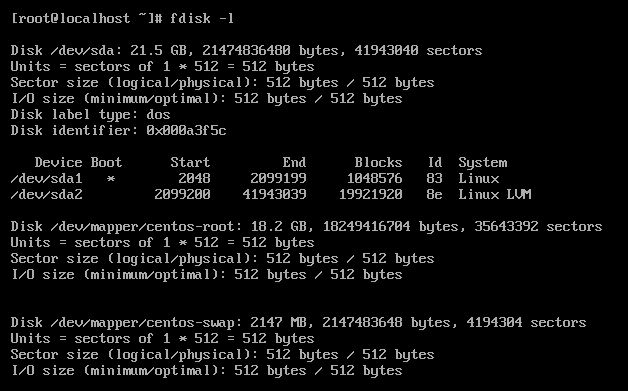 [root@localhost ~]# fdisk -l
Disk /dev/sda: 21.5 GB, 21474836480 bytes, 41943040 sectors
Units = sectors of 1 * 512 = 512 bytes
Sector size (logical/physical): 512 bytes / 512 bytes
I/O size (minimum/optimal): 512 bytes / 512 bytes
Disk label type: dos
Disk identifier: 0x000a3f5c
Device Boot Start End Blocks Id System
/dev/sda1 * 2048 2099199 1048576 83 Linux
/dev/sda2 2099200 41943039 19921920 8e Linux LVM
Disk /dev/mapper/centos-root: 18.2 GB, 18249416704 bytes, 35643392 sectors
Units = sectors of 1 * 512 = 512 bytes
Sector size (logical/physical): 512 bytes / 512 bytes
I/O size (minimum/optimal): 512 bytes / 512 bytes
Disk /dev/mapper/centos-swap: 2147 MB, 2147483648 bytes, 4194304 sectors
Units = sectors of 1 * 512 = 512 bytes
Sector size (logical/physical): 512 bytes / 512 bytes
I/O size (minimum/optimal): 512 bytes / 512 bytes